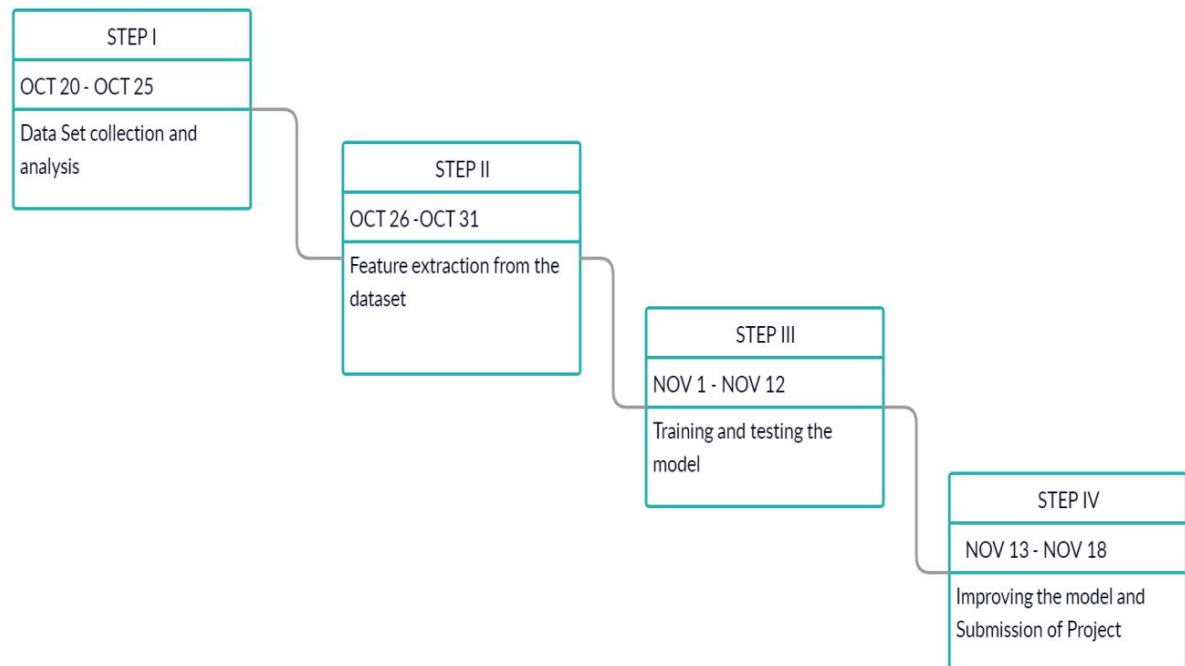 STEP I
OCT 20 - OCT 25
Data Set collection and
analysis
STEP II
OCT 26 -OCT 31
Feature extraction from the
dataset
STEP III
NOV 1 - NOV 12
Training and testing the
model
STEP IV
NOV 13 - NOV 18
Improving the model and
Submission of Project